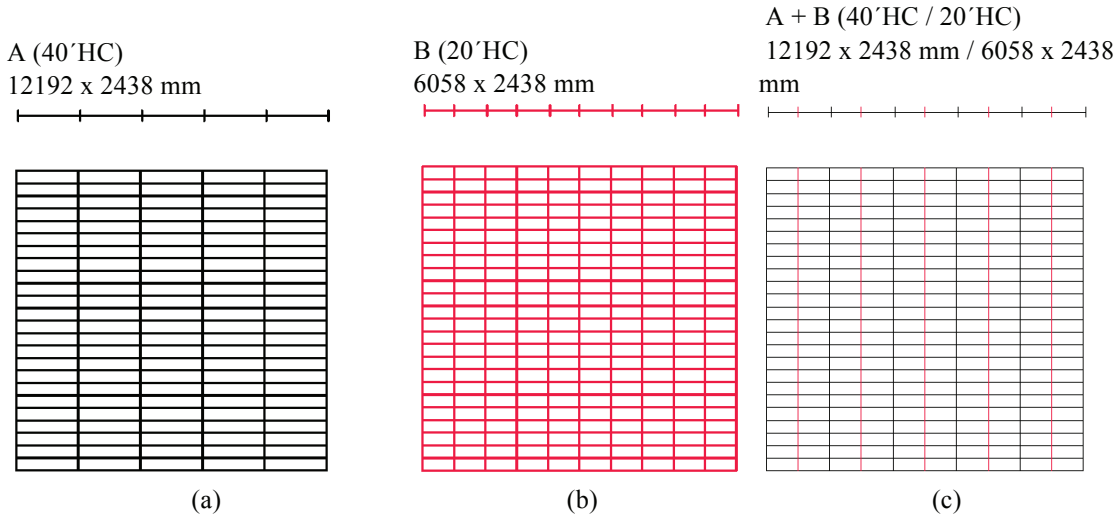 A (40´HC)
12192 x 2438 mm
B (20´HC)
6058 x 2438 mm
A + B (40´HC / 20´HC)
12192 x 2438 mm / 6058 x 2438
mm
(a)
(b)
(c)